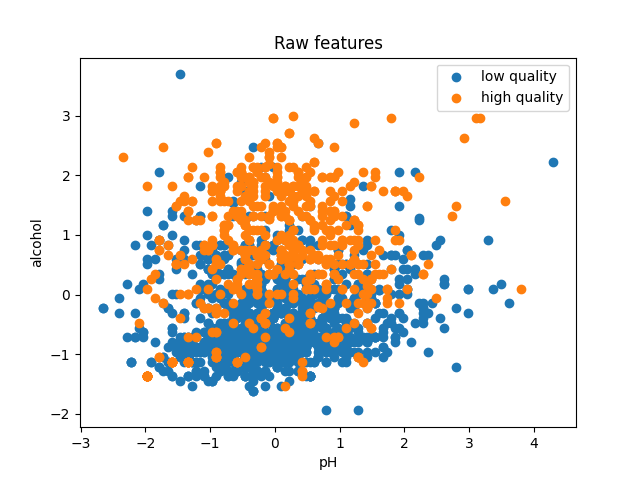 Raw features
low quality
high quality
alcohol
3
2
1
0
−1
−2
−3 −2 −1 0 1 2 3 4
pH